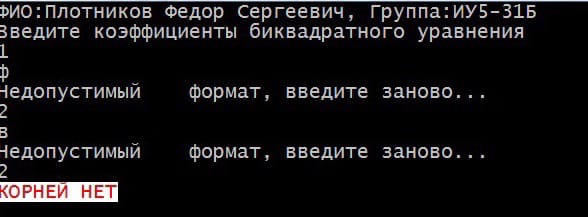 ФИО:Плотников Федор Сергеевич, Группа:ИУ5-31Б
Введите коэффициенты биквадратного уравнения
1
ф
Недопустимый    формат, введите заново...
2
в
Недопустимый    формат, введите заново...
2
КОРНЕЙ НЕТ